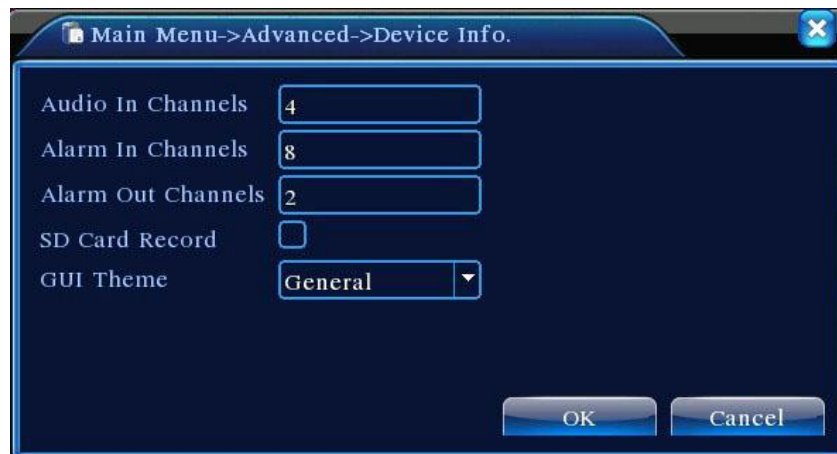 Main Menu->Advanced->Device Info.
Audio In Channels 4
Alarm In Channels 8
Alarm Out Channels 2
SD Card Record
GUI Theme General
OK Cancel